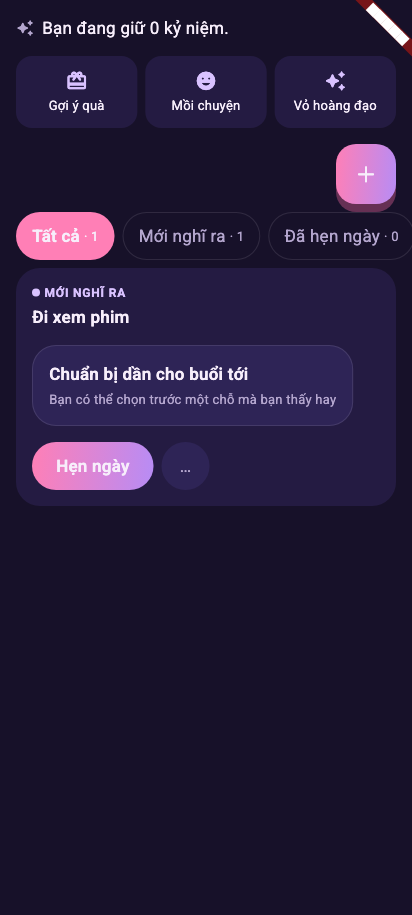 Bạn đang giữ 0 kỷ niệm.
Gợi ý quà
Mồi chuyện
Vỏ hoàng đạo
+
Tất cả · 1
Mới nghĩ ra · 1
Đã hẹn ngày · 0
MỚI NGHĨ RA
Đi xem phim
Chuẩn bị dần cho buổi tới
Bạn có thể chọn trước một chỗ mà bạn thấy hay
Hẹn ngày
...